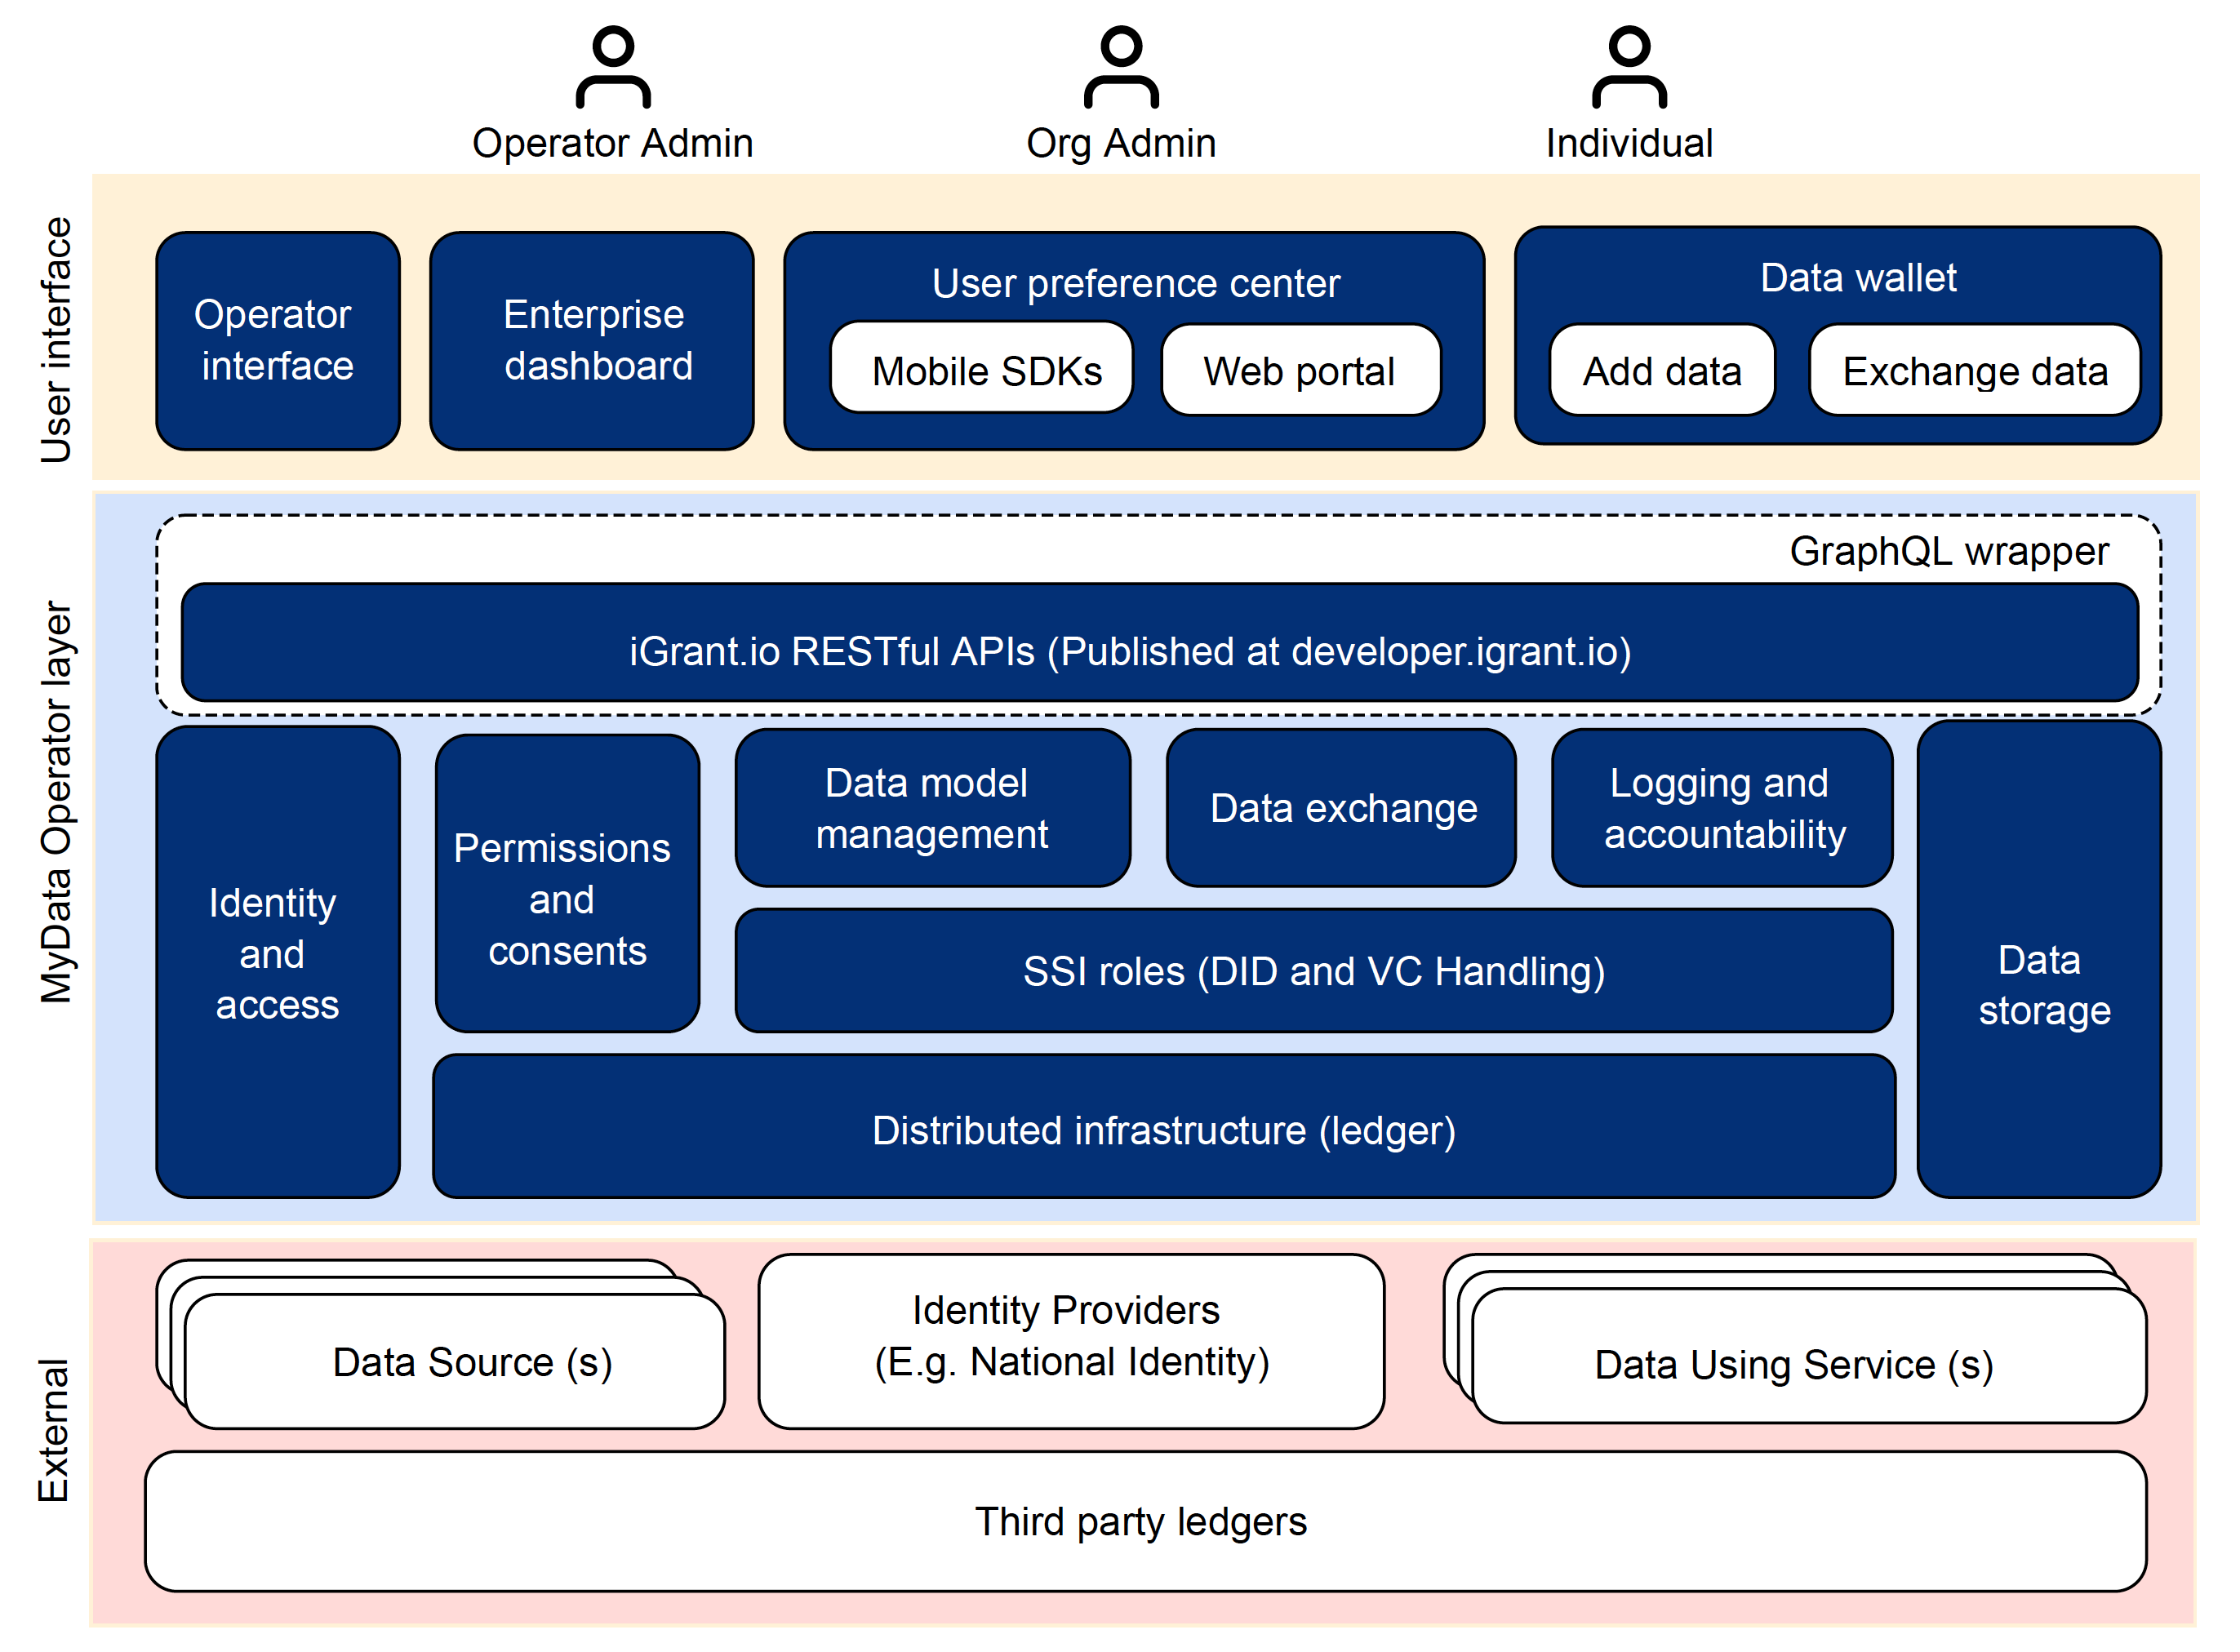 Operator Admin
Org Admin
Individual
User interface
Operator
interface
Enterprise
dashboard
User preference center
Mobile SDKs
Web portal
Data wallet
Add data
Exchange data
MyData Operator layer
GraphQL wrapper
iGrant.io RESTful APIs (Published at developer.igrant.io)
Identity
and
access
Permissions
and
consents
Data model
management
Data exchange
Logging and
accountability
SSI roles (DID and VC Handling)
Data
storage
Distributed infrastructure (ledger)
External
Data Source (s)
Identity Providers
(E.g. National Identity)
Data Using Service (s)
Third party ledgers